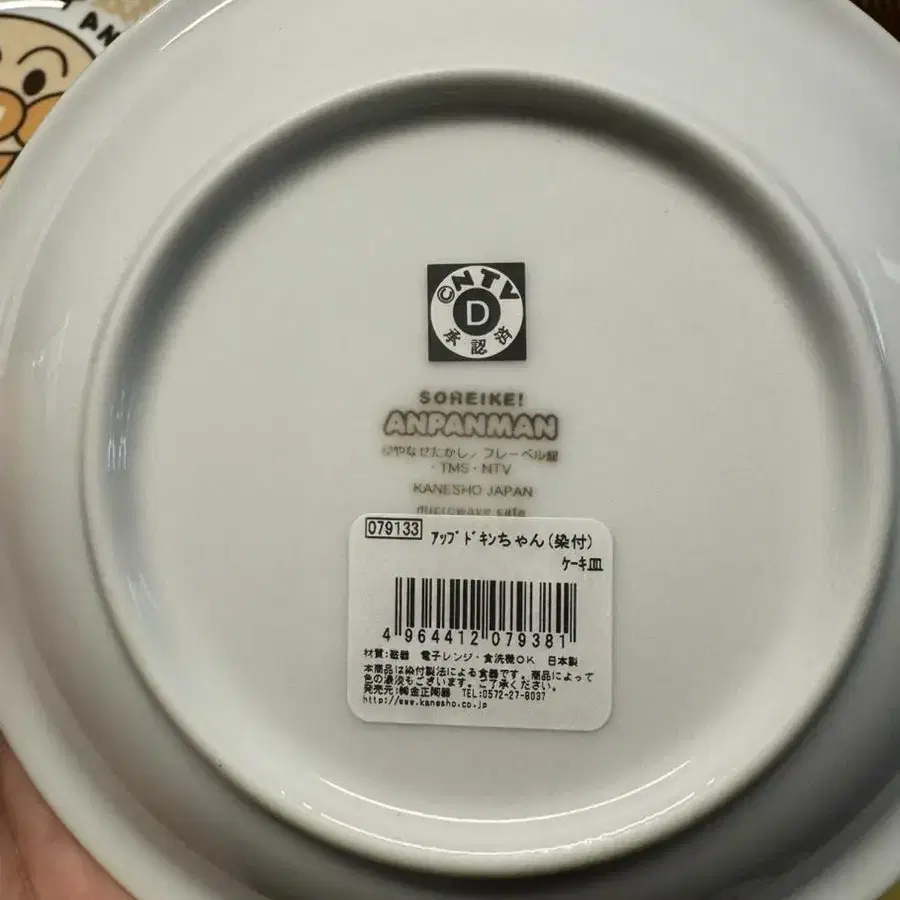 ©NTV
D
承認済
SOREIKE!
ANPANMAN
©やなせたかし/フレーベル館
・TMS・NTV
KANESHO JAPAN
microwave safe
079133
アップドキンちゃん(染付)
ケーキ皿
4 964412 079381
材質:磁器 電子レンジ・食洗機OK 日本製
本商品は染付製法による食器です。商品によって
色の濃淡もございます。ご了承ください。
発売元:㈱金正陶器 TEL:0572-27-8037
http://www.kanesho.co.jp